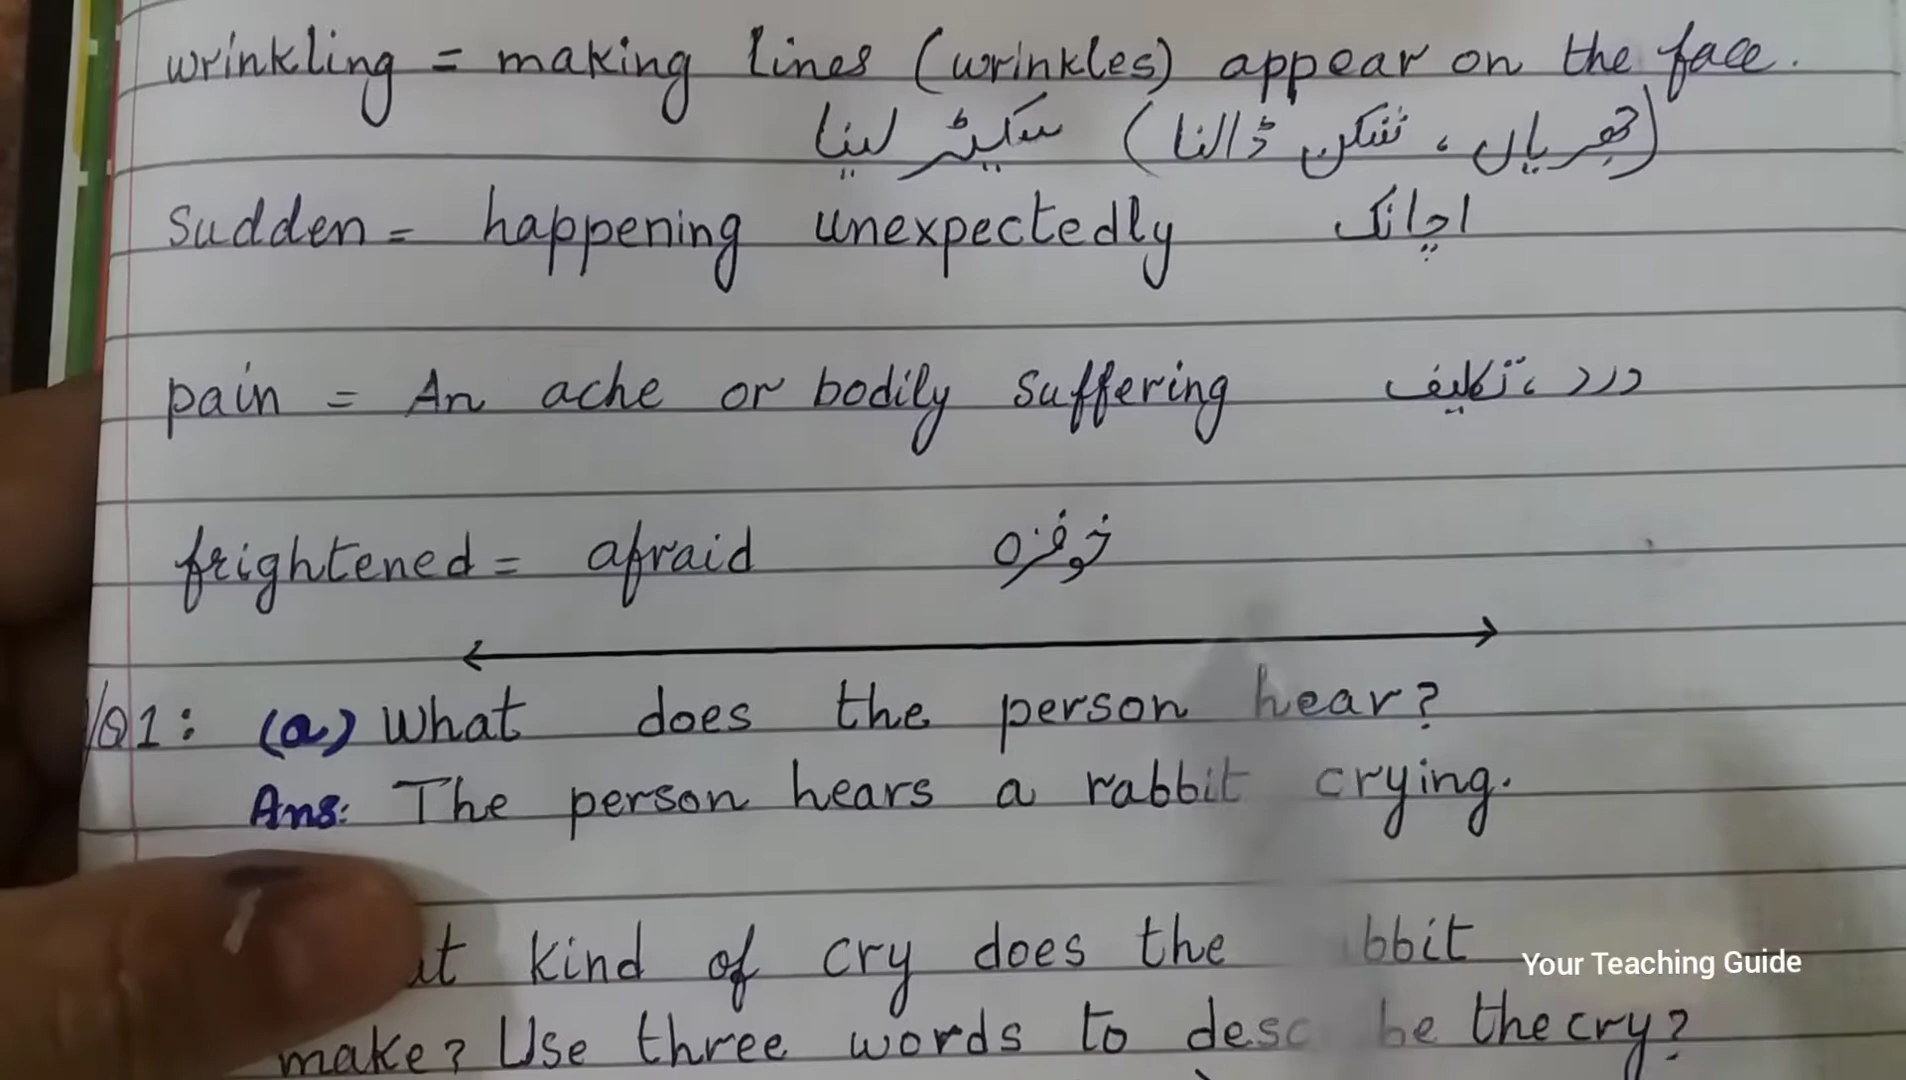 wrinkling = making lines (wrinkles) appear on the face.
(جھریاں، شکن ڈالنا) سکیڑ لینا
Sudden = happening unexpectedly اچانک
pain = An ache or bodily suffering درد، تکلیف
frightened = afraid
Q1: (a) What does the person hear?
Ans: The person hears a rabbit crying.
kind of cry does the
make? Use three words to the cry?
Your Teaching Guide